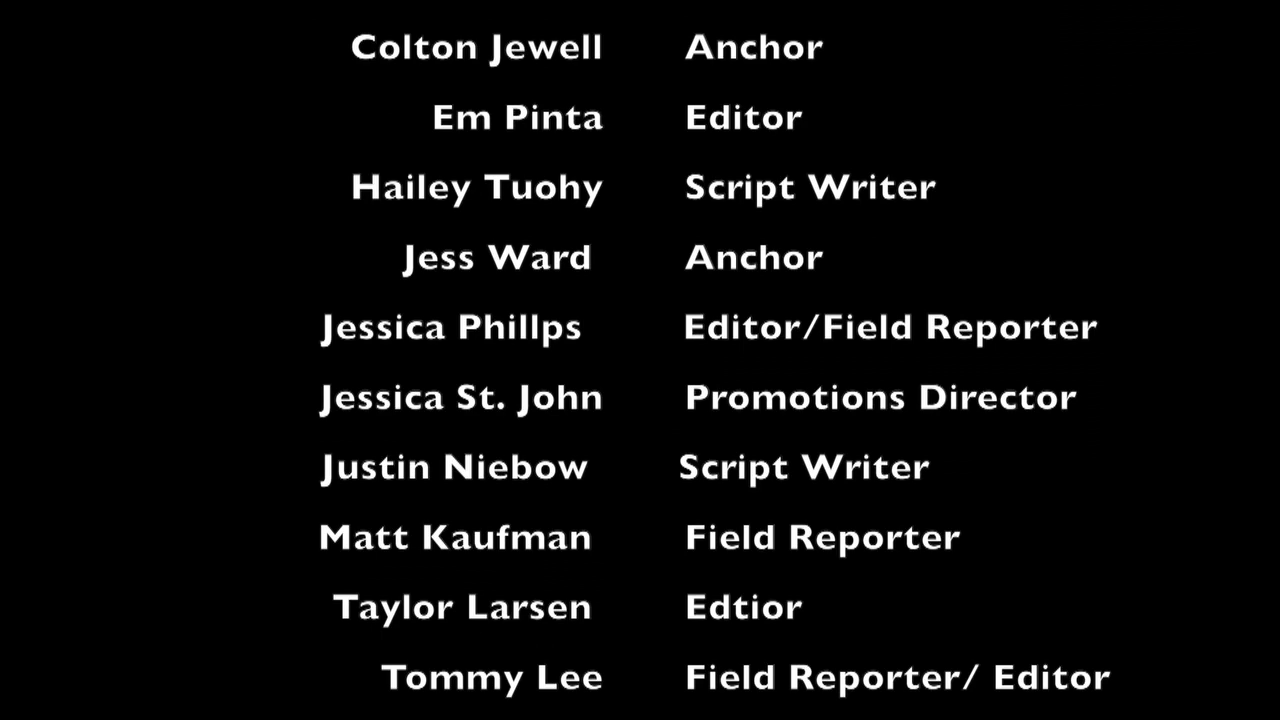 Colton Jewell Anchor
Em Pinta Editor
Hailey Tuohy Script Writer
Jess Ward Anchor
Jessica Phillps Editor/Field Reporter
Jessica St. John Promotions Director
Justin Niebow Script Writer
Matt Kaufman Field Reporter
Taylor Larsen Edtior
Tommy Lee Field Reporter/ Editor